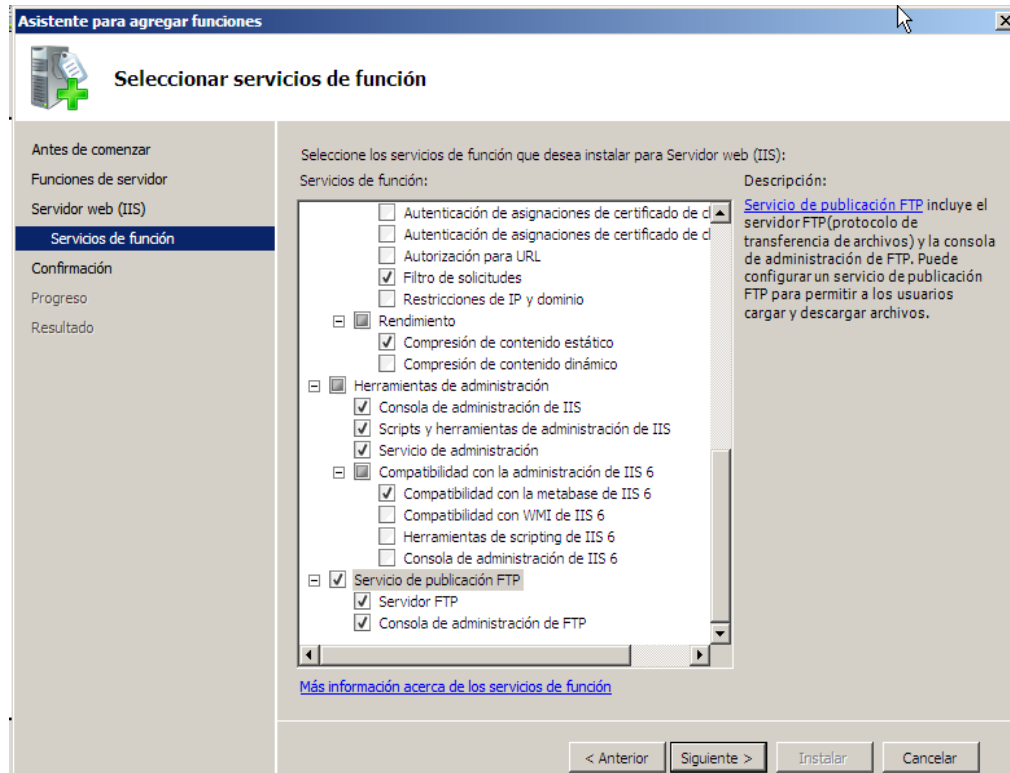 Asistente para agregar funciones
Seleccionar servicios de función
Antes de comenzar
Funciones de servidor
Servidor web (IIS)
Servicios de función
Confirmación
Progreso
Resultado
Seleccione los servicios de función que desea instalar para Servidor web (IIS):
Servicios de función:
Autenticación de asignaciones de certificado de cl
Autenticación de asignaciones de certificado de cl
Autorización para URL
Filtro de solicitudes
Restricciones de IP y dominio
Rendimiento
Compresión de contenido estático
Compresión de contenido dinámico
Herramientas de administración
Consola de administración de IIS
Scripts y herramientas de administración de IIS
Servicio de administración
Compatibilidad con la administración de IIS 6
Compatibilidad con la metabase de IIS 6
Compatibilidad con WMI de IIS 6
Herramientas de scripting de IIS 6
Consola de administración de IIS 6
Servicio de publicación FTP
Servidor FTP
Consola de administración de FTP
Más información acerca de los servicios de función
Descripción:
Servicio de publicación FTP incluye el
servidor FTP(protocolo de
transferencia de archivos) y la consola
de administración de FTP. Puede
configurar un servicio de publicación
FTP para permitir a los usuarios
cargar y descargar archivos.
< Anterior
Siguiente >
Instalar
Cancelar